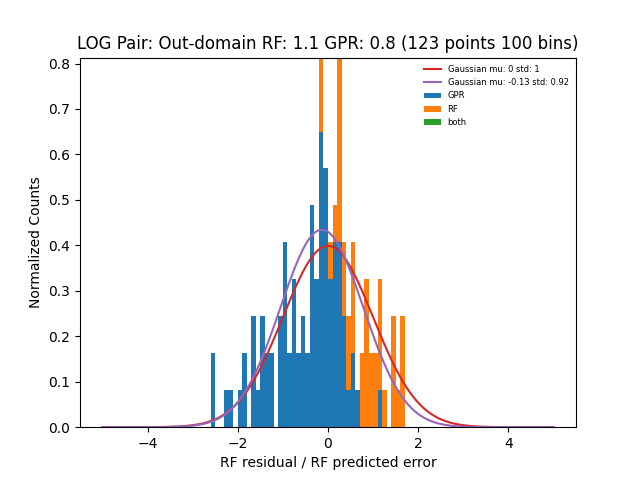 LOG Pair: Out-domain RF: 1.1 GPR: 0.8 (123 points 100 bins)
Gaussian mu: 0 std: 1
Gaussian mu: -0.13 std: 0.92
GPR
RF
both
Normalized Counts
0.8
0.7
0.6
0.5
0.4
0.3
0.2
0.1
0.0
−4
−2
0
2
4
RF residual / RF predicted error